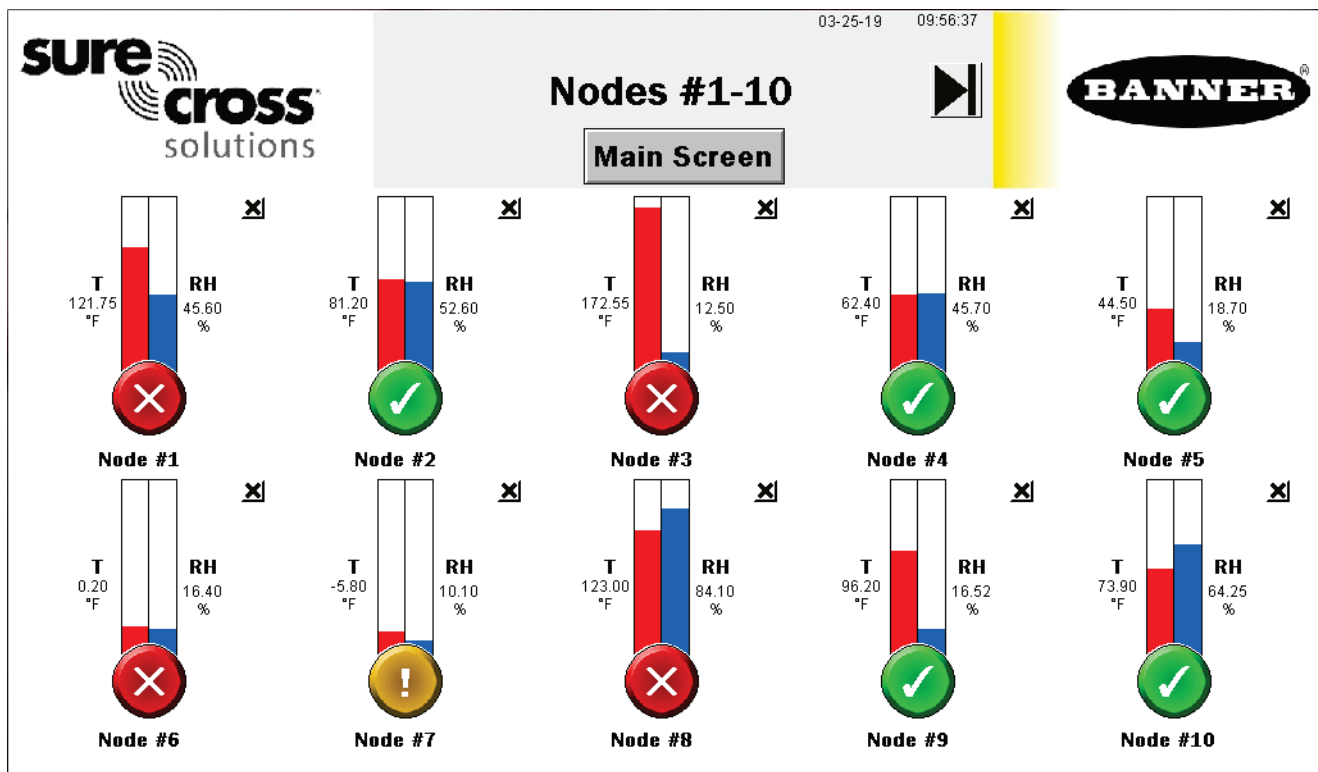 sure
cross
solutions
03-25-19 09:56:37
Nodes #1-10
Main Screen
BANNER®
T
121.75
°F
RH
45.60
%
Node #1
T
81.20
°F
RH
52.60
%
Node #2
T
172.55
°F
RH
12.50
%
Node #3
T
62.40
°F
RH
45.70
%
Node #4
T
44.50
°F
RH
18.70
%
Node #5
T
0.20
°F
RH
16.40
%
Node #6
T
-5.80
°F
RH
10.10
%
Node #7
T
123.00
°F
RH
84.10
%
Node #8
T
96.20
°F
RH
16.52
%
Node #9
T
73.90
°F
RH
64.25
%
Node #10